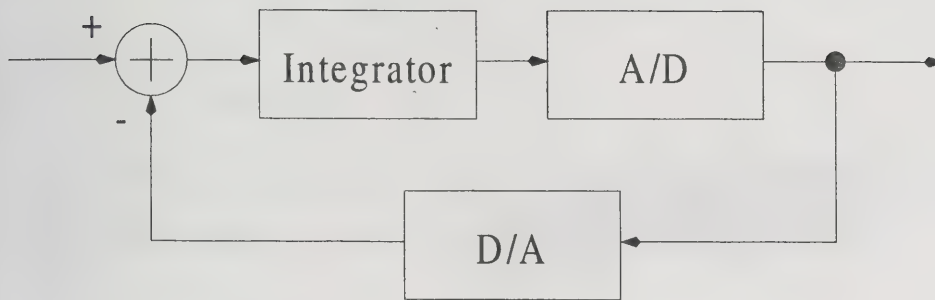 +
Integrator
A/D
-
D/A